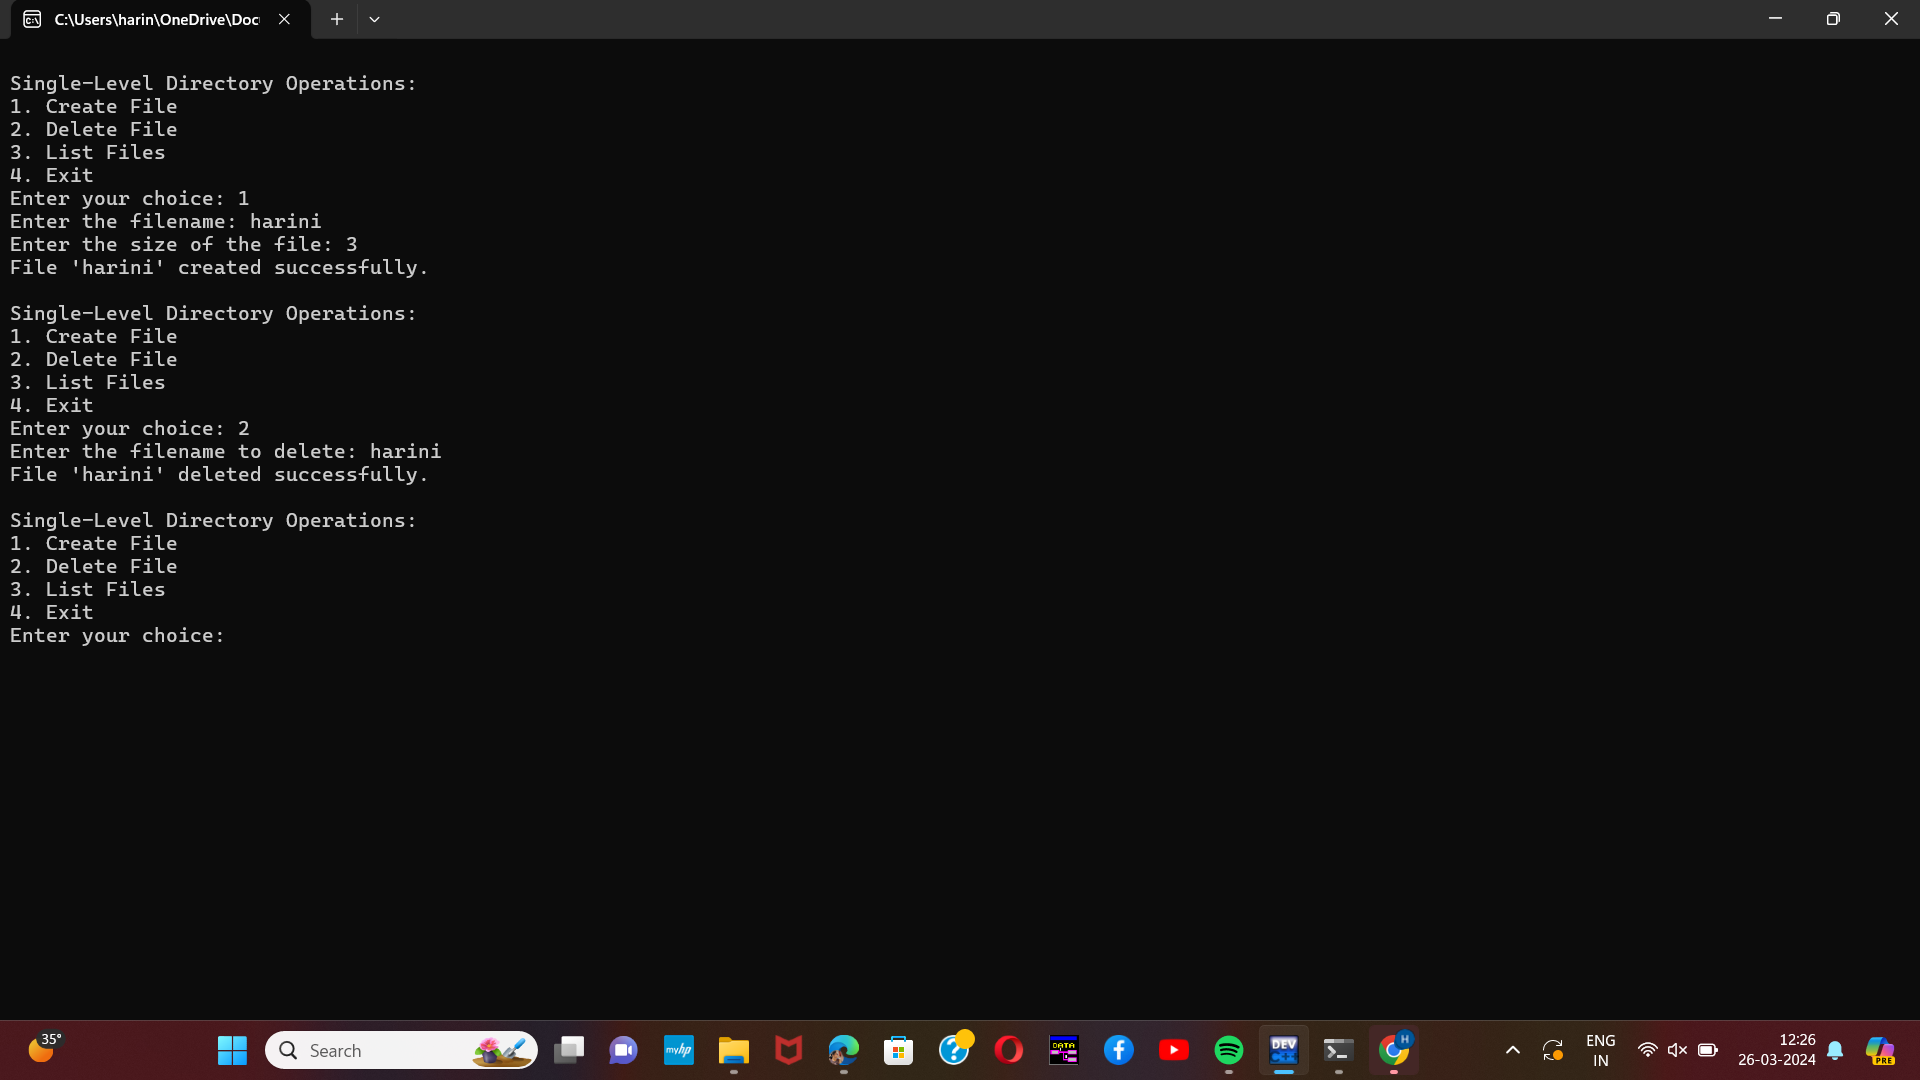 C:\Users\harin\OneDrive\Doc
Single-Level Directory Operations:
1. Create File
2. Delete File
3. List Files
4. Exit
Enter your choice: 1
Enter the filename: harini
Enter the size of the file: 3
File 'harini' created successfully.
Single-Level Directory Operations:
1. Create File
2. Delete File
3. List Files
4. Exit
Enter your choice: 2
Enter the filename to delete: harini
File 'harini' deleted successfully.
Single-Level Directory Operations:
1. Create File
2. Delete File
3. List Files
4. Exit
Enter your choice:
35°
Search
myhp
DATA
DEV
H
ENG
IN
12:26
26-03-2024
PRE